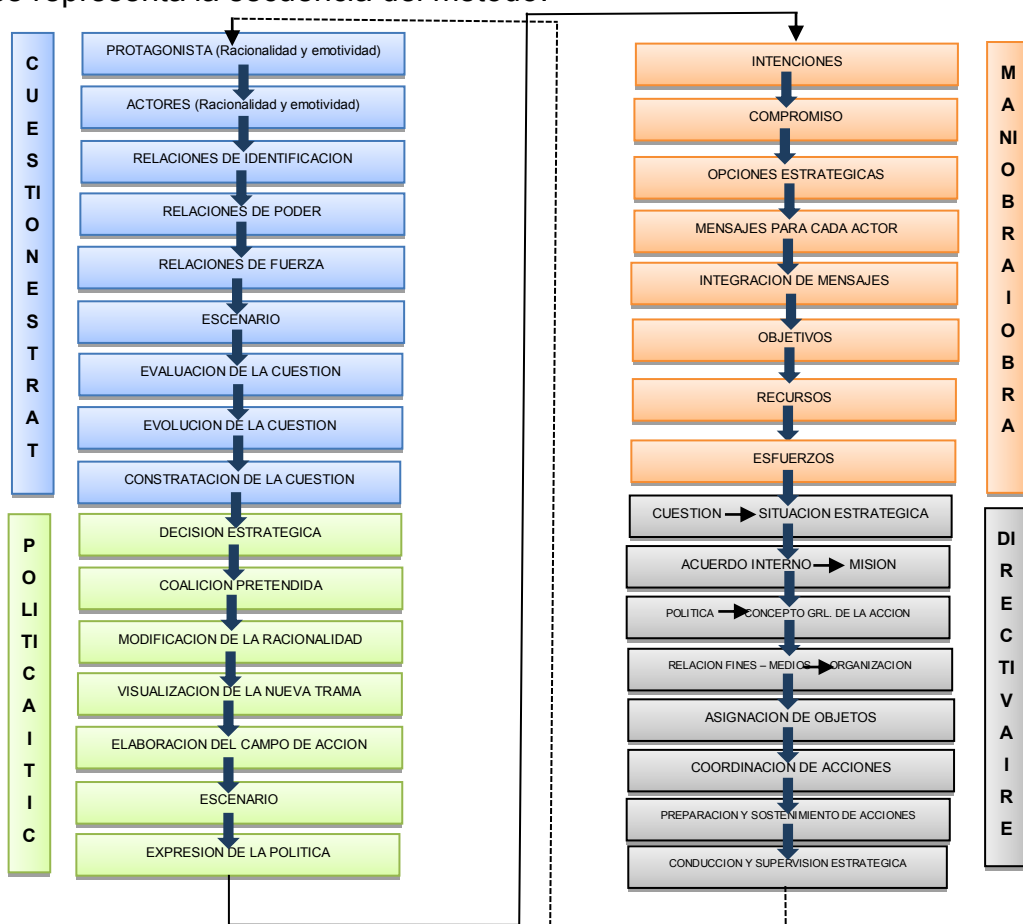 se representa la secuencia del método.
C U E S TI O N E S T R A T
PROTAGONISTA (Racionalidad y emotividad)
ACTORES (Racionalidad y emotividad)
RELACIONES DE IDENTIFICACION
RELACIONES DE PODER
RELACIONES DE FUERZA
ESCENARIO
EVALUACION DE LA CUESTION
EVOLUCION DE LA CUESTION
CONSTRATACION DE LA CUESTION
P O LI TI C A I T I C
DECISION ESTRATEGICA
COALICION PRETENDIDA
MODIFICACION DE LA RACIONALIDAD
VISUALIZACION DE LA NUEVA TRAMA
ELABORACION DEL CAMPO DE ACCION
ESCENARIO
EXPRESION DE LA POLITICA
INTENCIONES
COMPROMISO
OPCIONES ESTRATEGICAS
MENSAJES PARA CADA ACTOR
INTEGRACION DE MENSAJES
OBJETIVOS
RECURSOS
ESFUERZOS
M A NI O B R A I O B R A
CUESTION SITUACION ESTRATEGICA
ACUERDO INTERNO MISION
POLITICA CONCEPTO GRL. DE LA ACCION
RELACION FINES – MEDIOS ORGANIZACION
ASIGNACION DE OBJETOS
COORDINACION DE ACCIONES
PREPARACION Y SOSTENIMIENTO DE ACCIONES
CONDUCCION Y SUPERVISION ESTRATEGICA
DI R E C TI V A I R E